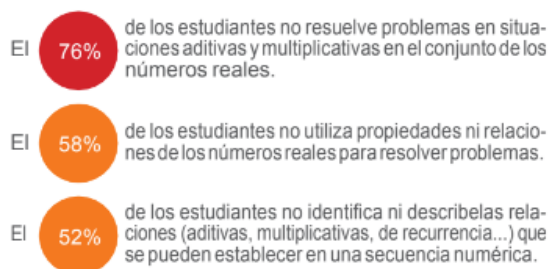 de los estudiantes no resuelve problemas en situa-
El 76% ciones aditivas y multiplicativas en el conjunto de los
números reales.
El 58% de los estudiantes no utiliza propiedades ni relacio-
nes de los números reales para resolver problemas.
de los estudiantes no identifica ni describelas rela-
El 52% ciones (aditivas, multiplicativas, de recurrencia...) que
se pueden establecer en una secuencia numérica.